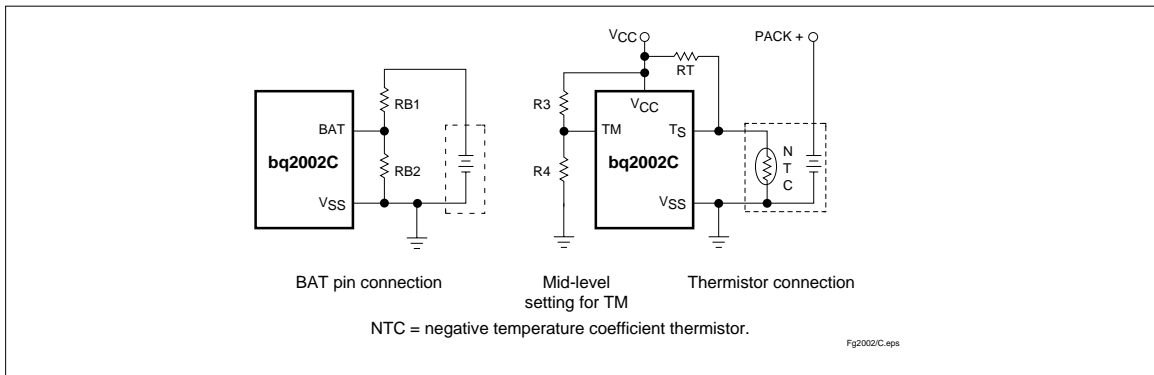 VCC
PACK +
RT
RB1
BAT
bq2002C
RB2
VSS
R3
VCC
TM
TS
bq2002C
R4
VSS
N
T
C
BAT pin connection
Mid-level
setting for TM
Thermistor connection
NTC = negative temperature coefficient thermistor.
Fg2002/C.eps